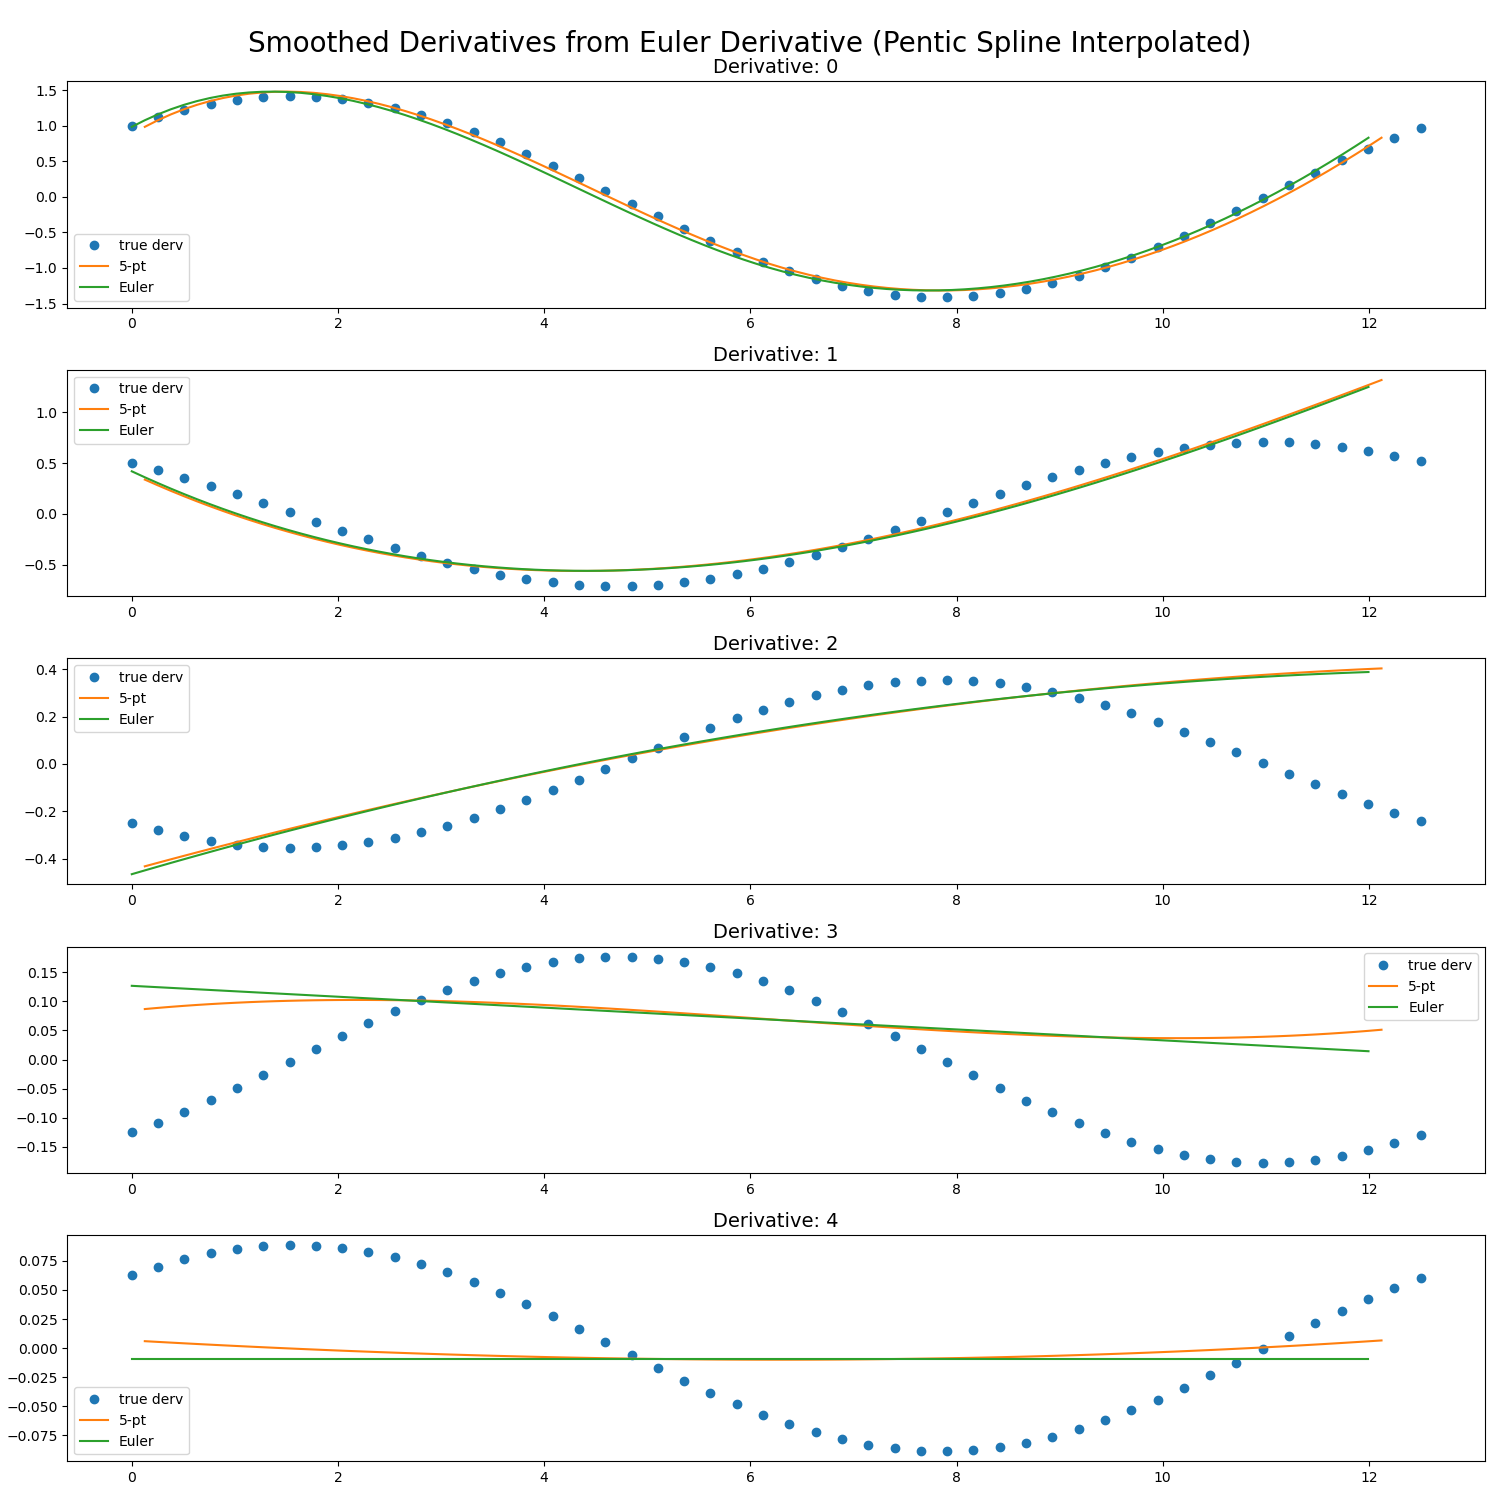 Smoothed Derivatives from Euler Derivative (Pentic Spline Interpolated)
Derivative: 0
1.5
1.0
0.5
0.0
−0.5
−1.0
−1.5
true derv
5-pt
Euler
0 2 4 6 8 10 12
Derivative: 1
1.0
0.5
0.0
−0.5
true derv
5-pt
Euler
0 2 4 6 8 10 12
Derivative: 2
0.4
0.2
0.0
−0.2
−0.4
true derv
5-pt
Euler
0 2 4 6 8 10 12
Derivative: 3
0.15
0.10
0.05
0.00
−0.05
−0.10
−0.15
true derv
5-pt
Euler
0 2 4 6 8 10 12
Derivative: 4
0.075
0.050
0.025
0.000
−0.025
−0.050
−0.075
true derv
5-pt
Euler
0 2 4 6 8 10 12